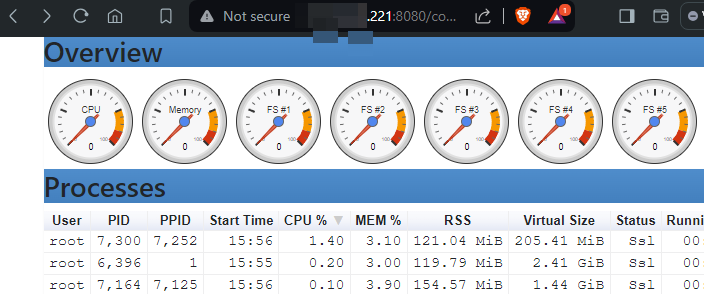 Not secure .221:8080/co... 1
Overview
CPU Memory FS #1 FS #2 FS #3 FS #4 FS #5
100 100 100 100 100 100 100
0 0 0 0 0 0 0
Processes
User PID PPID Start Time CPU % ▼ MEM % RSS Virtual Size Status Runni
root 7,300 7,252 15:56 1.40 3.10 121.04 MiB 205.41 MiB Ssl 00:
root 6,396 1 15:55 0.20 3.00 119.79 MiB 2.41 GiB Ssl 00:
root 7,164 7,125 15:56 0.10 3.90 154.57 MiB 1.44 GiB Ssl 00: